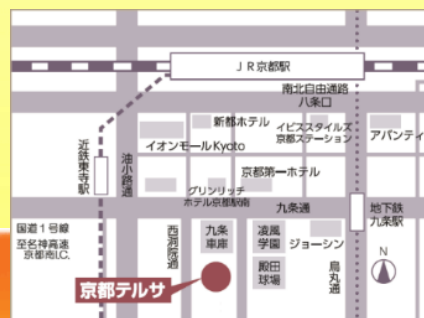 JR京都駅
南北自由通路
八条口
新都ホテル
イビススタイルズ
京都ステーション
アバンティ
イオンモールKyoto
近鉄東寺駅
油小路通
京都第一ホテル
グリンリッチ
ホテル京都駅南
九条通
地下鉄
九条駅
国道1号線
至名神高速
京都南I.C.
西洞院通
九条
車庫
凌風
学園
ジョーシン
烏丸通
N
殿田
球場
京都テルサ